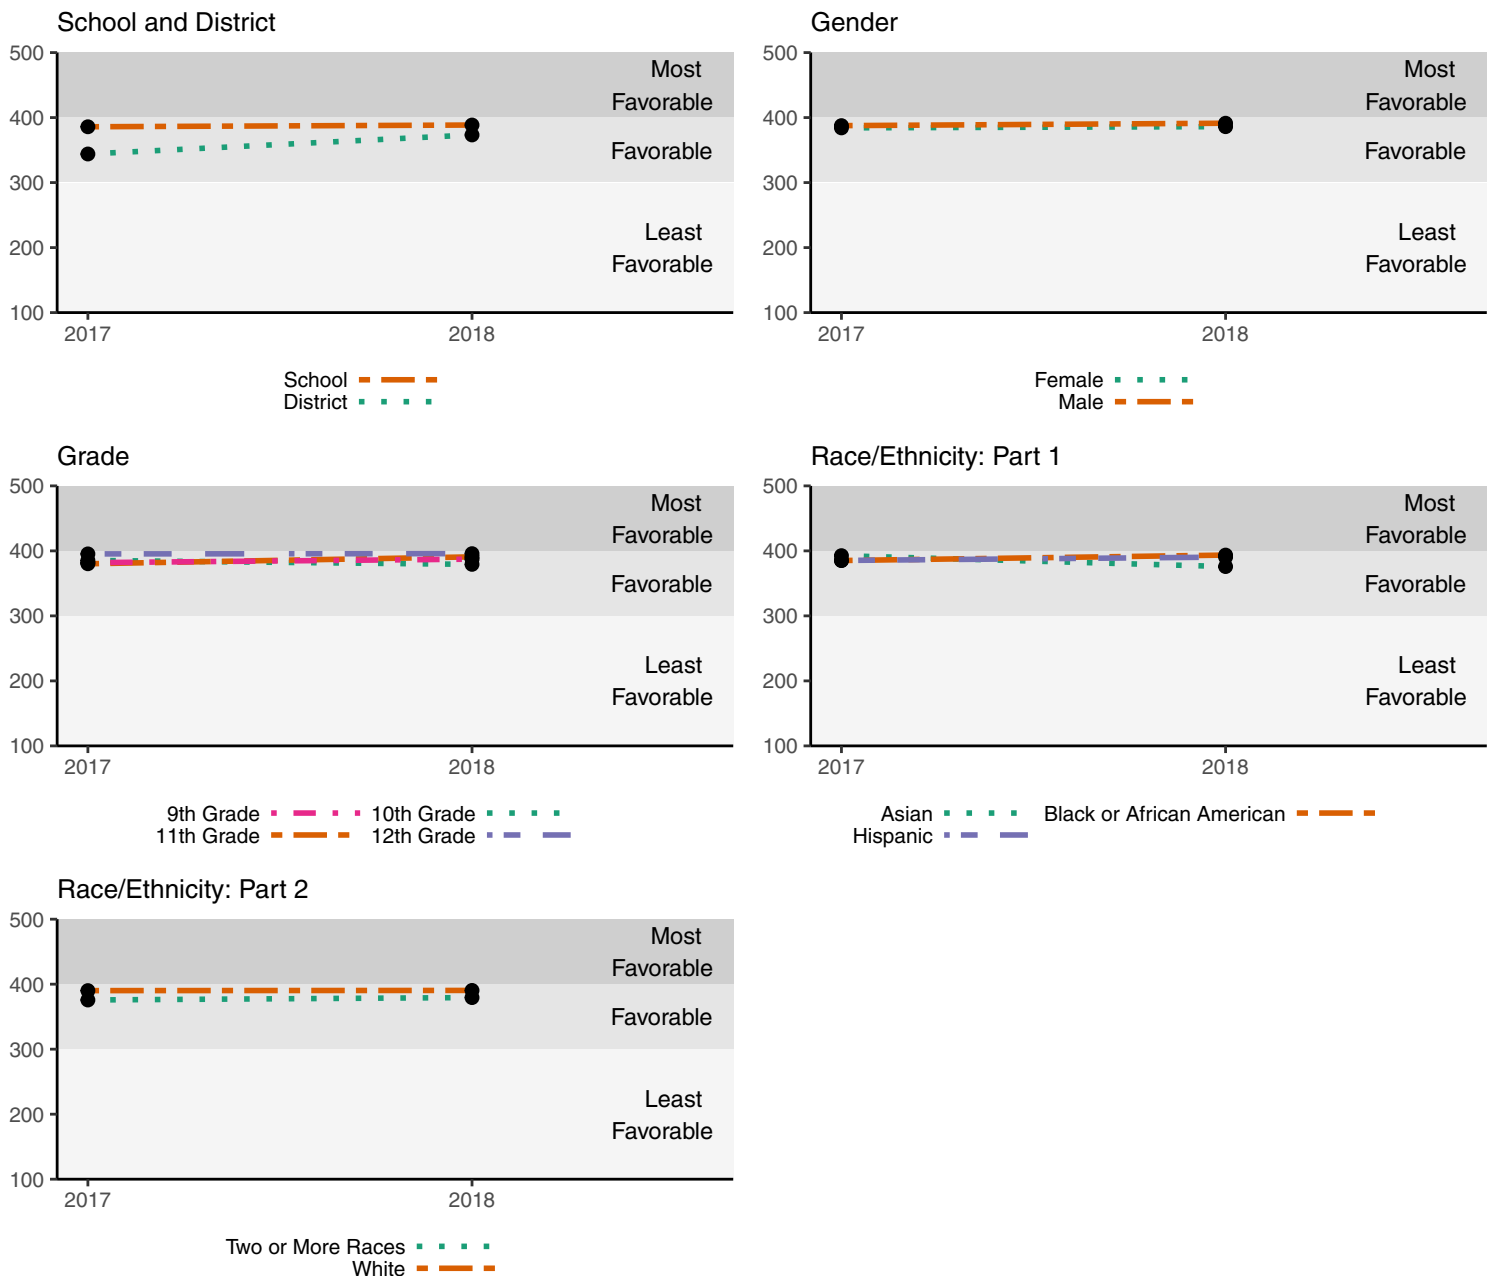 School and District
500
400
300
200
100
Most
Favorable
Favorable
Least
Favorable
2017 2018
School
District
Gender
500
400
300
200
100
Most
Favorable
Favorable
Least
Favorable
2017 2018
Female
Male
Grade
500
400
300
200
100
Most
Favorable
Favorable
Least
Favorable
2017 2018
9th Grade 10th Grade
11th Grade 12th Grade
Race/Ethnicity: Part 1
500
400
300
200
100
Most
Favorable
Favorable
Least
Favorable
2017 2018
Asian Black or African American
Hispanic
Race/Ethnicity: Part 2
500
400
300
200
100
Most
Favorable
Favorable
Least
Favorable
2017 2018
Two or More Races
White